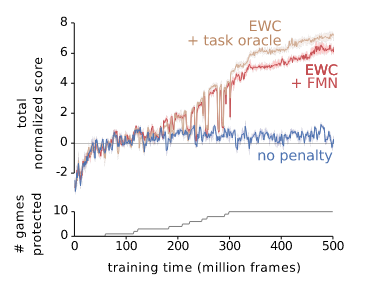 8
6
4
2
0
-2
total
normalized score
EWC
+ task oracle
EWC
+ FMN
no penalty
10
0
# games
protected
0
100
200
300
400
500
training time (million frames)